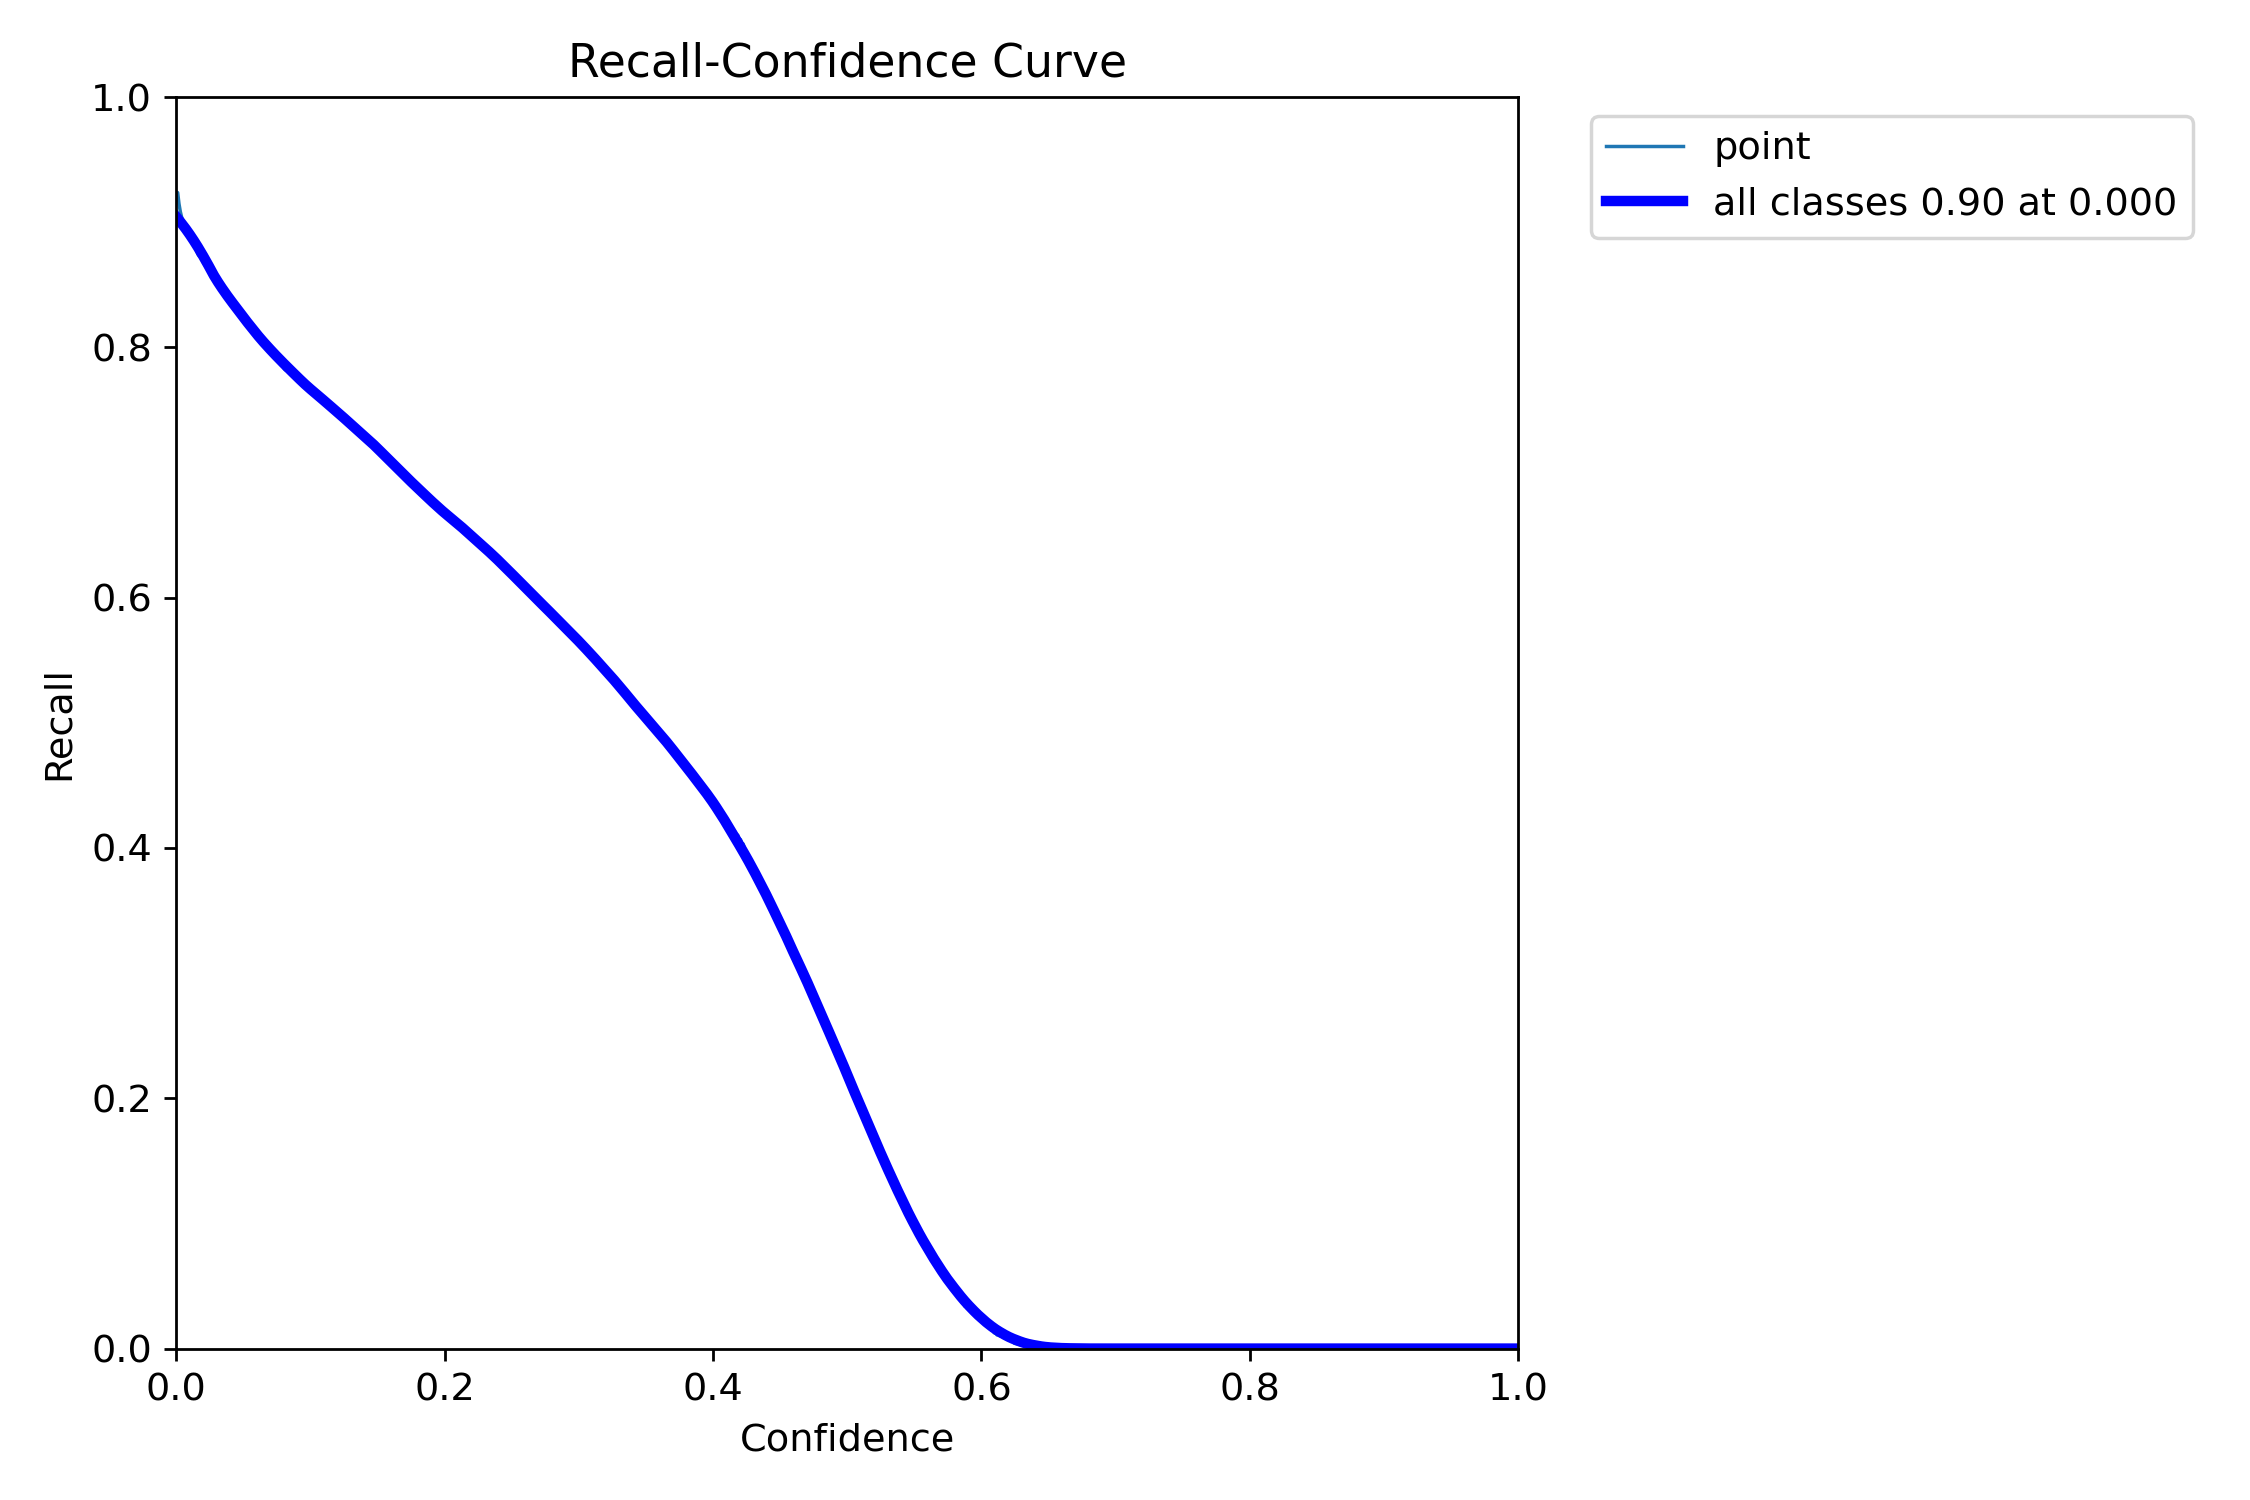 Recall-Confidence Curve
1.0
0.8
0.6
0.4
0.2
0.0
Recall
0.0 0.2 0.4 0.6 0.8 1.0
Confidence
point
all classes 0.90 at 0.000